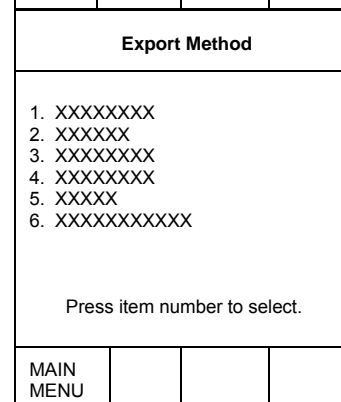 Export Method
1. XXXXXXXX
2. XXXXXX
3. XXXXXXXX
4. XXXXXXXX
5. XXXXX
6. XXXXXXXXXXX
Press item number to select.
MAIN
MENU